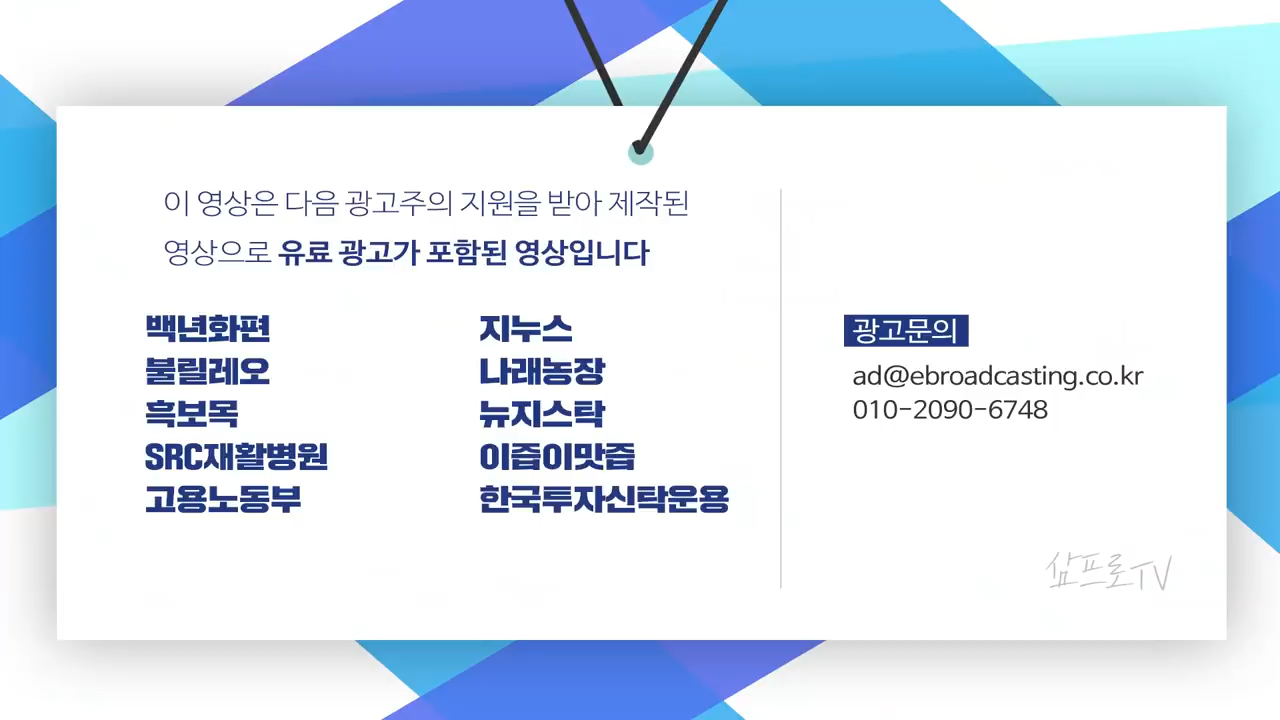 이 영상은 다음 광고주의 지원을 받아 제작된
영상으로 유료 광고가 포함된 영상입니다
백년화편
불릴레오
흑보목
SRC재활병원
고용노동부
지누스
나래농장
뉴지스탁
이즙이맛즙
한국투자신탁운용
광고문의
ad@ebroadcasting.co.kr
010-2090-6748
삼프로TV